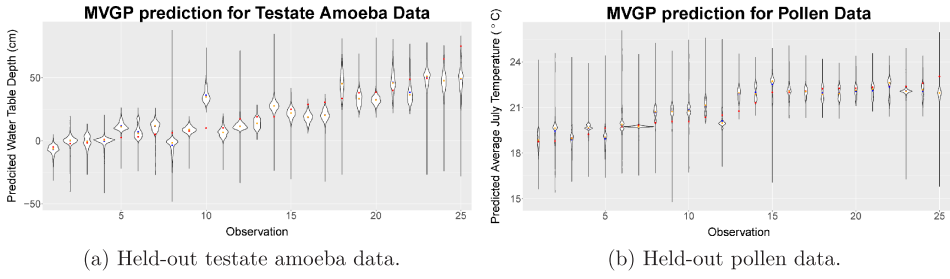 MVGP prediction for Testate Amoeba Data
Predicted Water Table Depth (cm)
50
0
−50
5
10
15
20
25
Observation
(a) Held-out testate amoeba data.
MVGP prediction for Pollen Data
Predicted Average July Temperature (°C)
24
21
18
15
5
10
15
20
25
Observation
(b) Held-out pollen data.